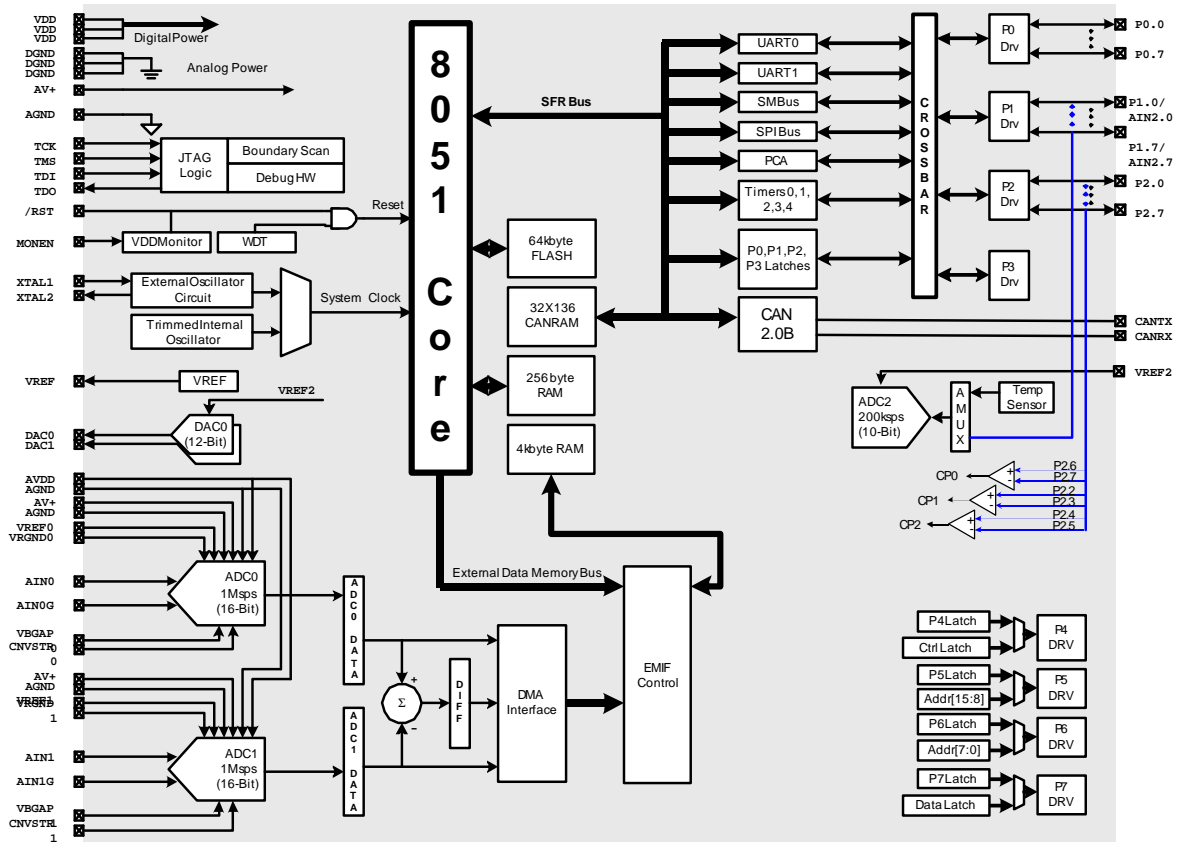 VDD
VDD
VDD
Digital Power
DGND
DGND
DGND
Analog Power
AV+
AGND
TCK
TMS
TDI
TDO
JTAG
Logic
Boundary Scan
Debug HW
/RST
Reset
MONEN
VDD Monitor
WDT
XTAL1
XTAL2
External Oscillator
Circuit
System Clock
Trimmed Internal
Oscillator
VREF
VREF
VREF2
DAC0
DAC1
DAC0
(12-Bit)
AVDD
AGND
AV+
AGND
VREF0
VRGND0
AIN0
AIN0G
ADC0
1Msps
(16-Bit)
VBGAP
0
CNVSTR
0
AV+
AGND
VREF1
VRGND
1
AIN1
AIN1G
ADC1
1Msps
(16-Bit)
VBGAP
1
CNVSTR
1
ADC0 DATA
ADC1 DATA
+
Σ
−
DIFF
DMA
Interface
External Data Memory Bus
EMIF
Control
8051 Core
SFR Bus
64kbyte
FLASH
32X136
CANRAM
256 byte
RAM
4kbyte RAM
UART0
UART1
SMBus
SPI Bus
PCA
Timers 0, 1,
2,3,4
P0, P1, P2,
P3 Latches
CAN
2.0B
CROSSBAR
P0
Drv
P1
Drv
P2
Drv
P3
Drv
P0.0
P0.7
P1.0/
AIN2.0
P1.7/
AIN2.7
P2.0
P2.7
CANTX
CANRX
VREF2
ADC2
200ksps
(10-Bit)
AMUX
Temp
Sensor
CP0
+
-
P2.6
P2.7
CP1
+
-
P2.2
P2.3
CP2
+
-
P2.4
P2.5
P4 Latch
Ctrl Latch
P4
DRV
P5 Latch
Addr[15:8]
P5
DRV
P6 Latch
Addr[7:0]
P6
DRV
P7 Latch
Data Latch
P7
DRV